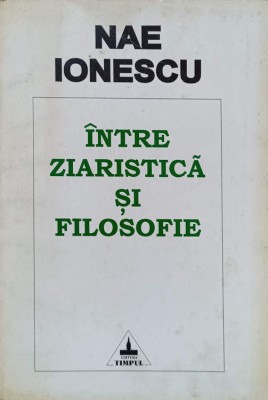 NAE
IONESCU
ÎNTRE
ZIARISTICĂ
ȘI
FILOSOFIE
EDITURA
TIMPUL